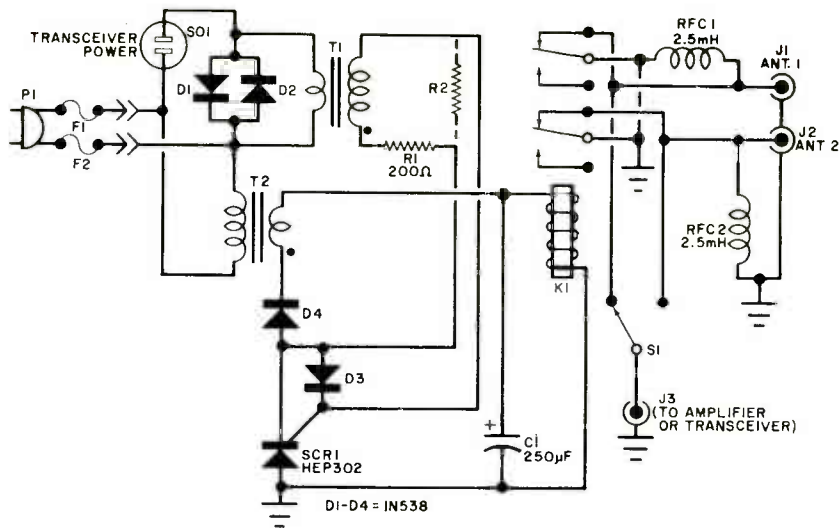 TRANSCEIVER
POWER
SO1
P1
F1
F2
D1
D2
T1
R2
R1
200Ω
T2
D4
D3
SCR1
HEP302
D1-D4 = 1N538
C1
250µF
+
K1
RFC1
2.5mH
J1
ANT. 1
J2
ANT 2
RFC2
2.5mH
S1
J3
(TO AMPLIFIER
OR TRANSCEIVER)